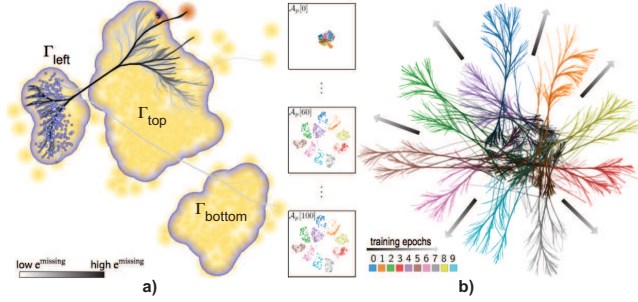 Γleft
Γtop
Γbottom
low e^missing high e^missing
a)
𝒜p[0]
⋮
𝒜p[60]
⋮
𝒜p[100]
training epochs
0 1 2 3 4 5 6 7 8 9
b)